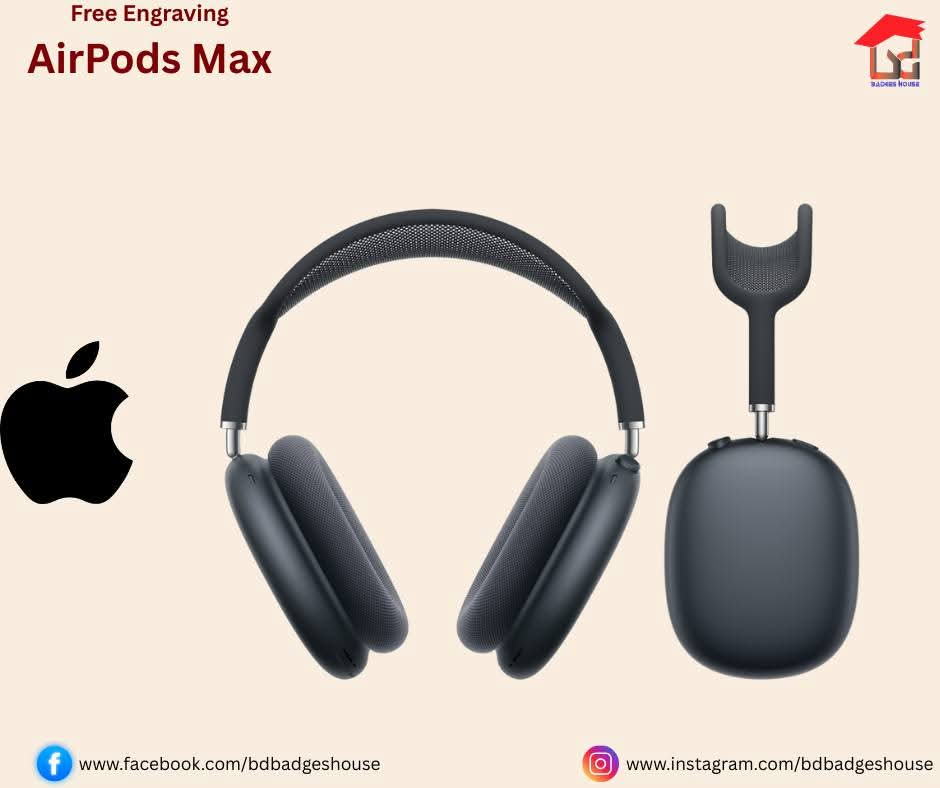 Free Engraving
AirPods Max
BADGES HOUSE
www.facebook.com/bdbadgeshouse
www.instagram.com/bdbadgeshouse